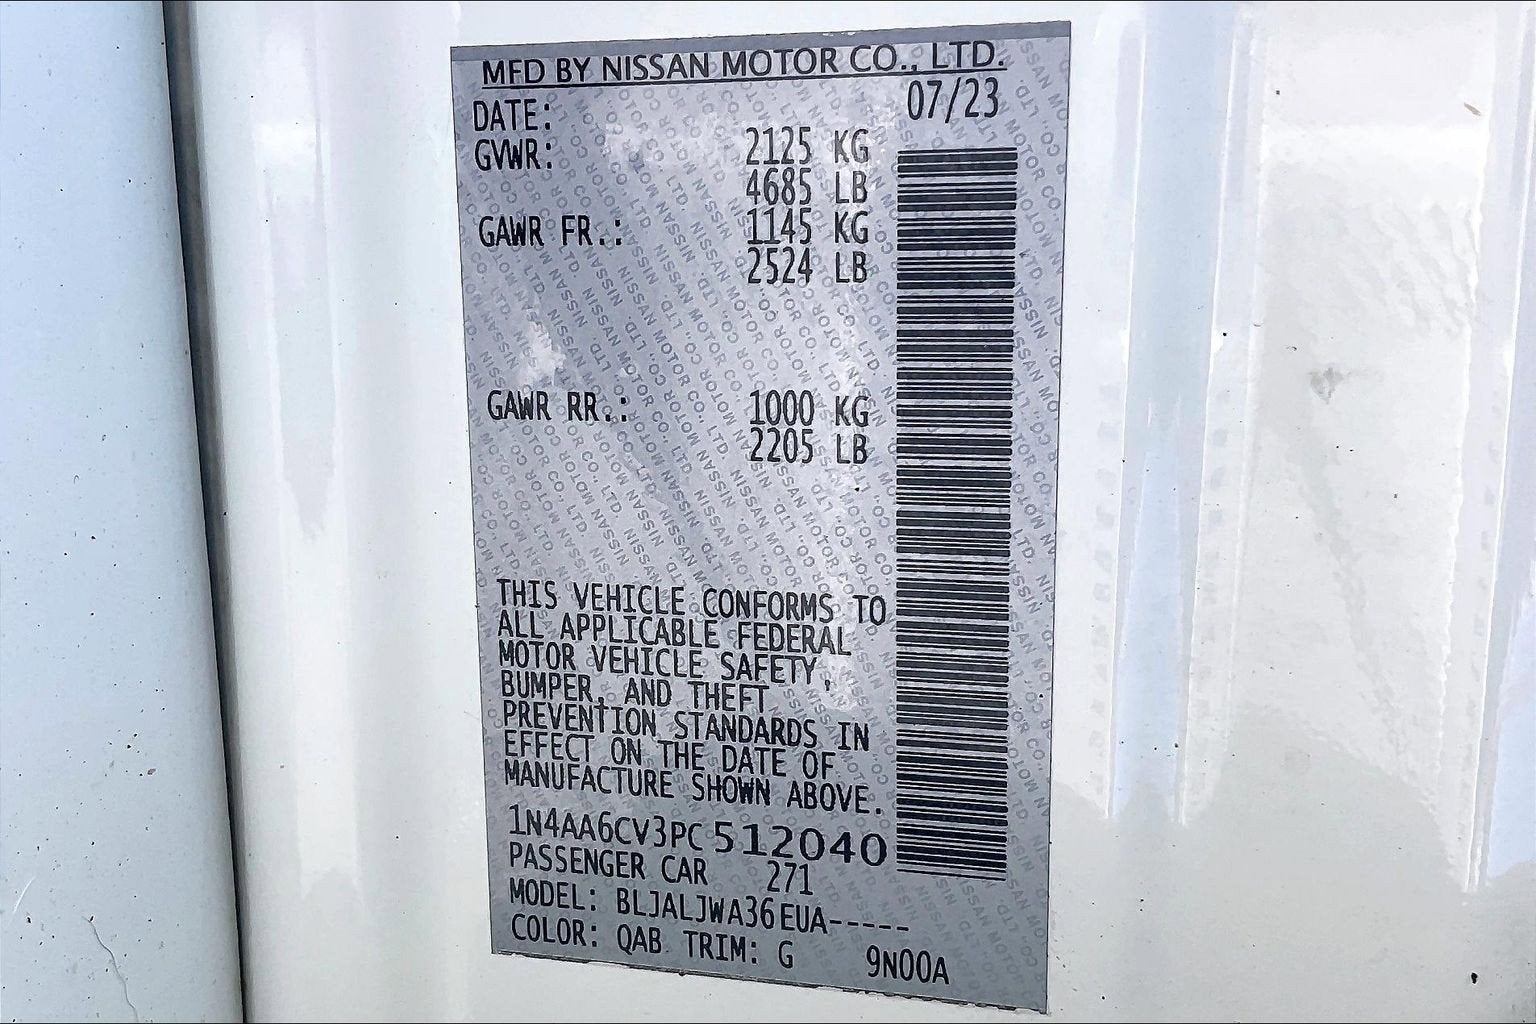 MFD BY NISSAN MOTOR CO., LTD.
DATE: 07/23
GVWR: 2125 KG
4685 LB
GAWR FR.: 1145 KG
2524 LB
GAWR RR.: 1000 KG
2205 LB
THIS VEHICLE CONFORMS TO
ALL APPLICABLE FEDERAL
MOTOR VEHICLE SAFETY,
BUMPER, AND THEFT
PREVENTION STANDARDS IN
EFFECT ON THE DATE OF
MANUFACTURE SHOWN ABOVE.
1N4AA6CV3PC512040
PASSENGER CAR 271
MODEL: BLJALJWA36EUA-----
COLOR: QAB TRIM: G 9N00A